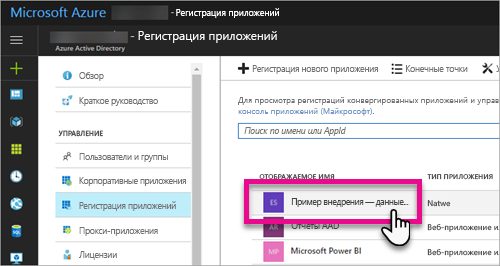 Microsoft Azure - Регистрация приложений
- Регистрация приложений
Azure Active Directory
Обзор
Краткое руководство
УПРАВЛЕНИЕ
Пользователи и группы
Корпоративные приложения
Регистрация приложений
Прокси-приложения
Лицензии
Регистрация нового приложения Конечные точки
Для просмотра регистраций конвергированных приложений и управ
консоль приложений (Майкрософт).
Поиск по имени или AppId
ОТОБРАЖАЕМОЕ ИМЯ ТИП ПРИЛОЖЕНИЯ
ES Пример внедрения — данные... Natwe
AR Отчеты AAD Веб-приложение и
MP Microsoft Power BI Веб-приложение и